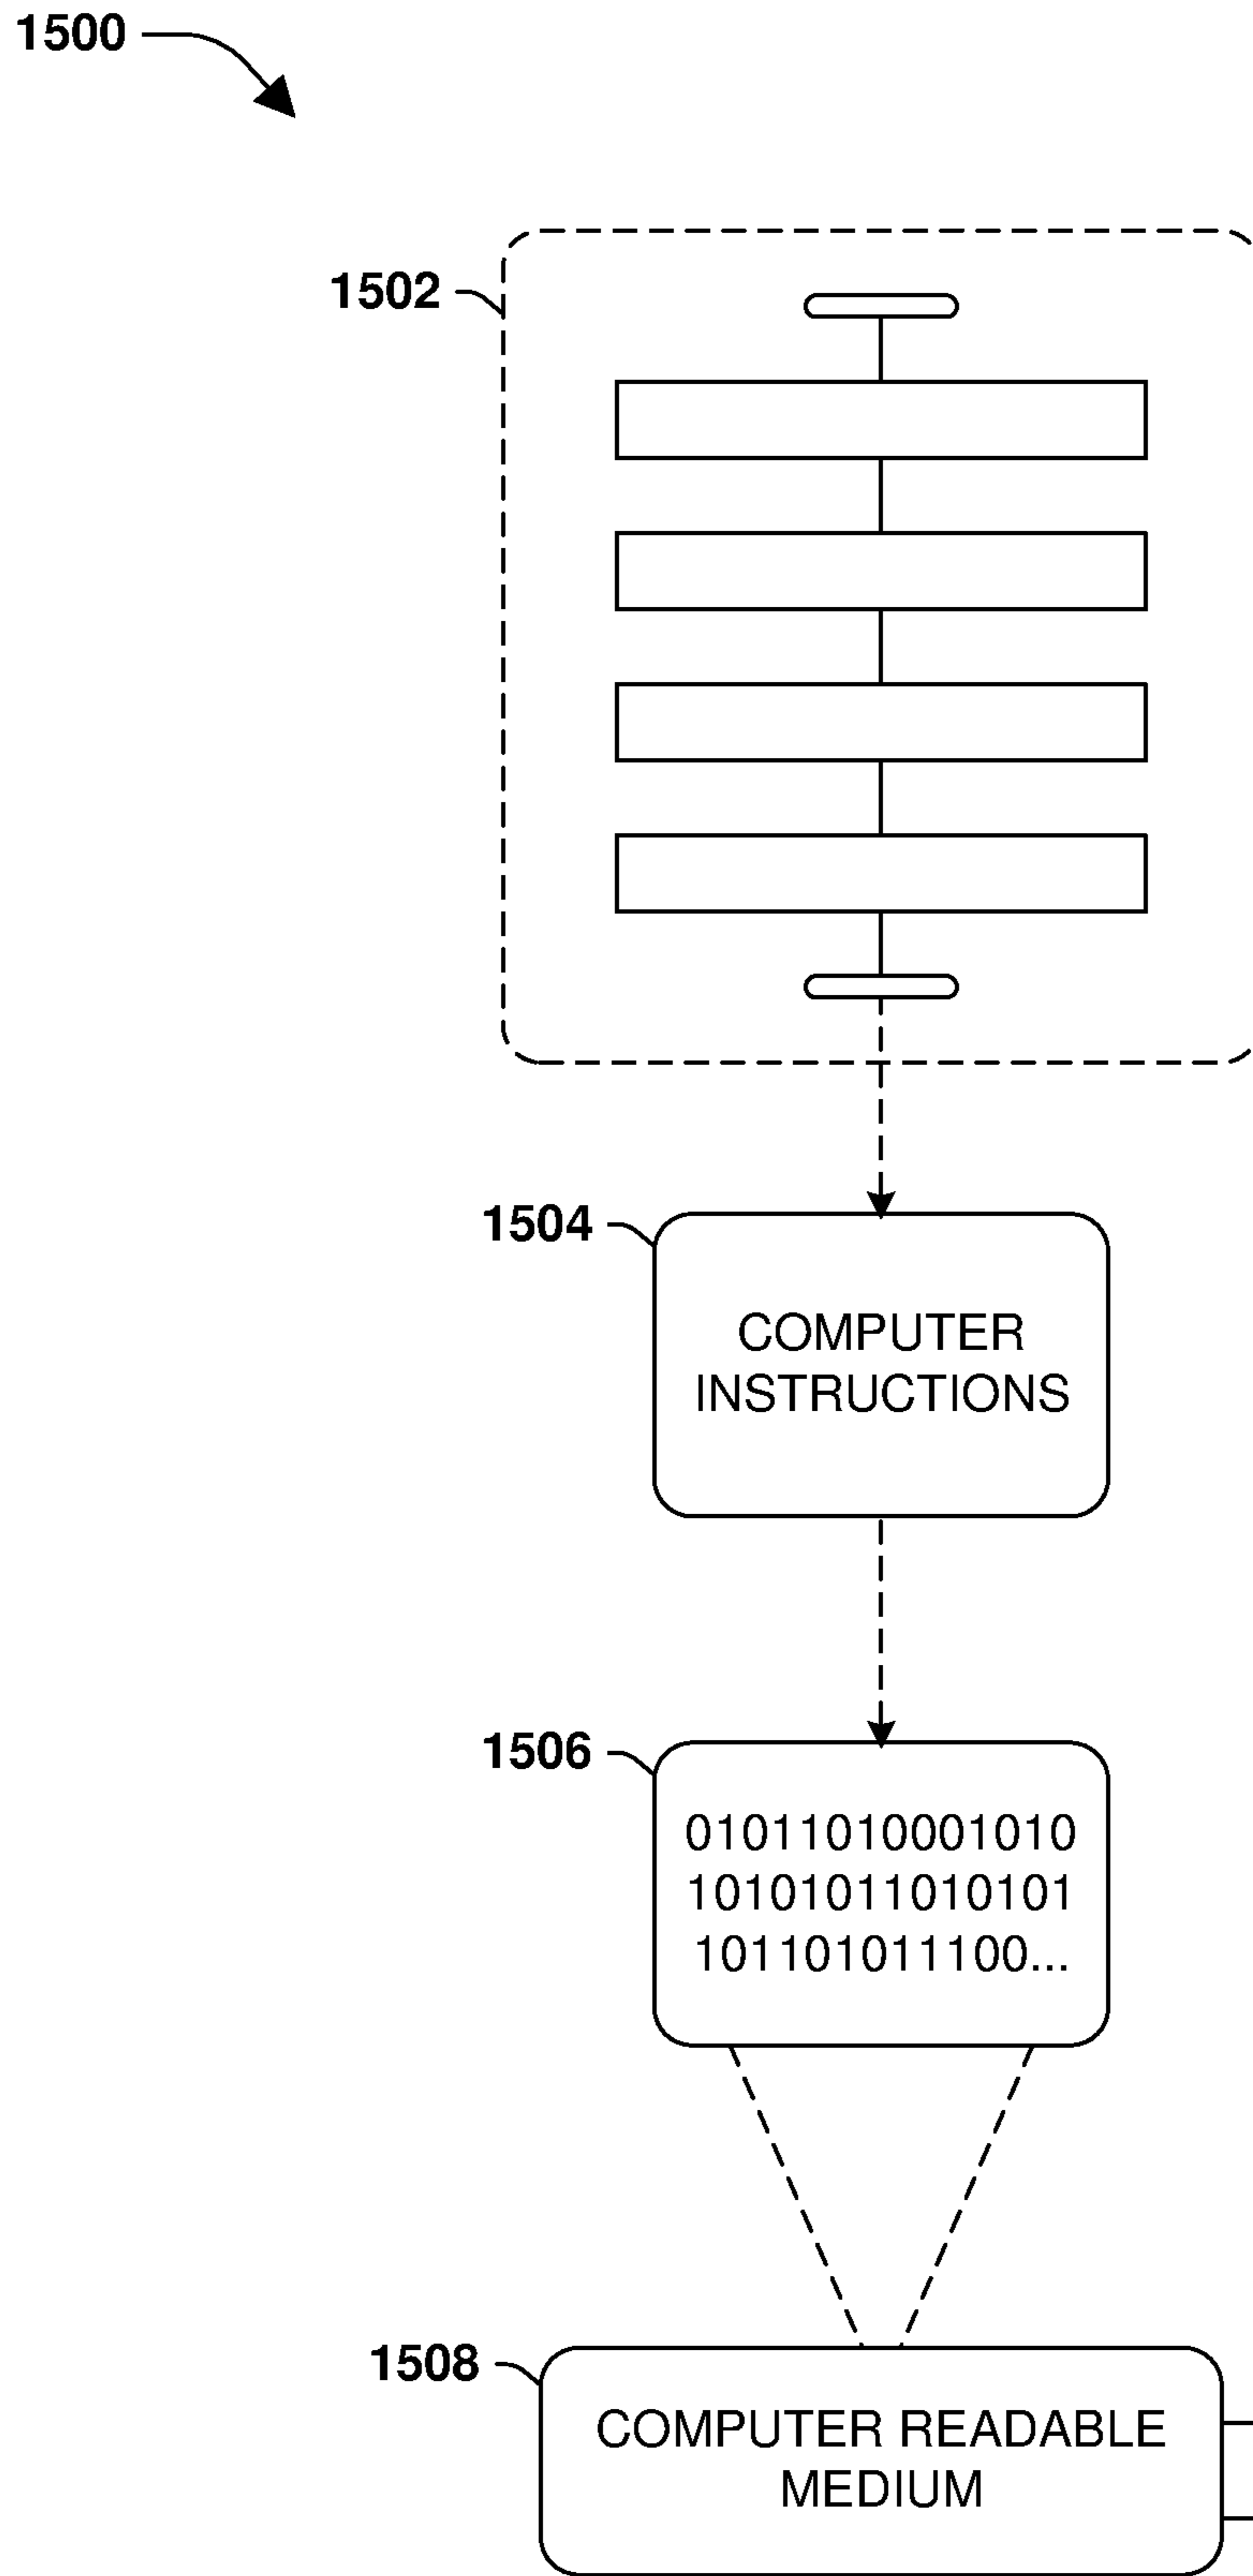 1500
1502
1504
COMPUTER
INSTRUCTIONS
1506
01011010001010
10101011010101
101101011100...
1508
COMPUTER READABLE
MEDIUM